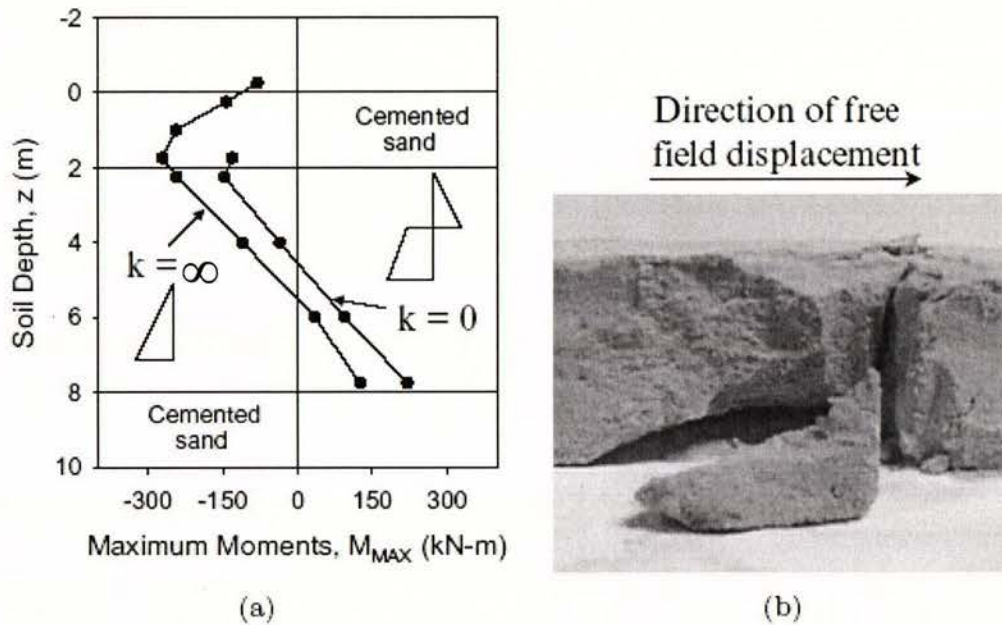 -2
0
2
4
6
8
10
Soil Depth, z (m)
Cemented
sand
k = ∞
k = 0
Cemented
sand
-300 -150 0 150 300
Maximum Moments, M_MAX (kN-m)
(a)
Direction of free
field displacement
(b)